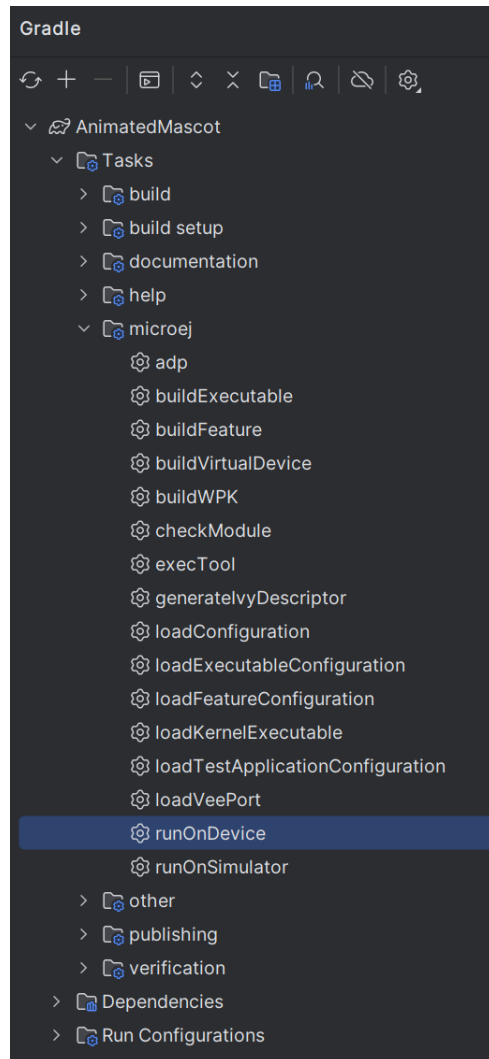 Gradle
AnimatedMascot
Tasks
build
build setup
documentation
help
microej
adp
buildExecutable
buildFeature
buildVirtualDevice
buildWPK
checkModule
execTool
generateIvyDescriptor
loadConfiguration
loadExecutableConfiguration
loadFeatureConfiguration
loadKernelExecutable
loadTestApplicationConfiguration
loadVeePort
runOnDevice
runOnSimulator
other
publishing
verification
Dependencies
Run Configurations